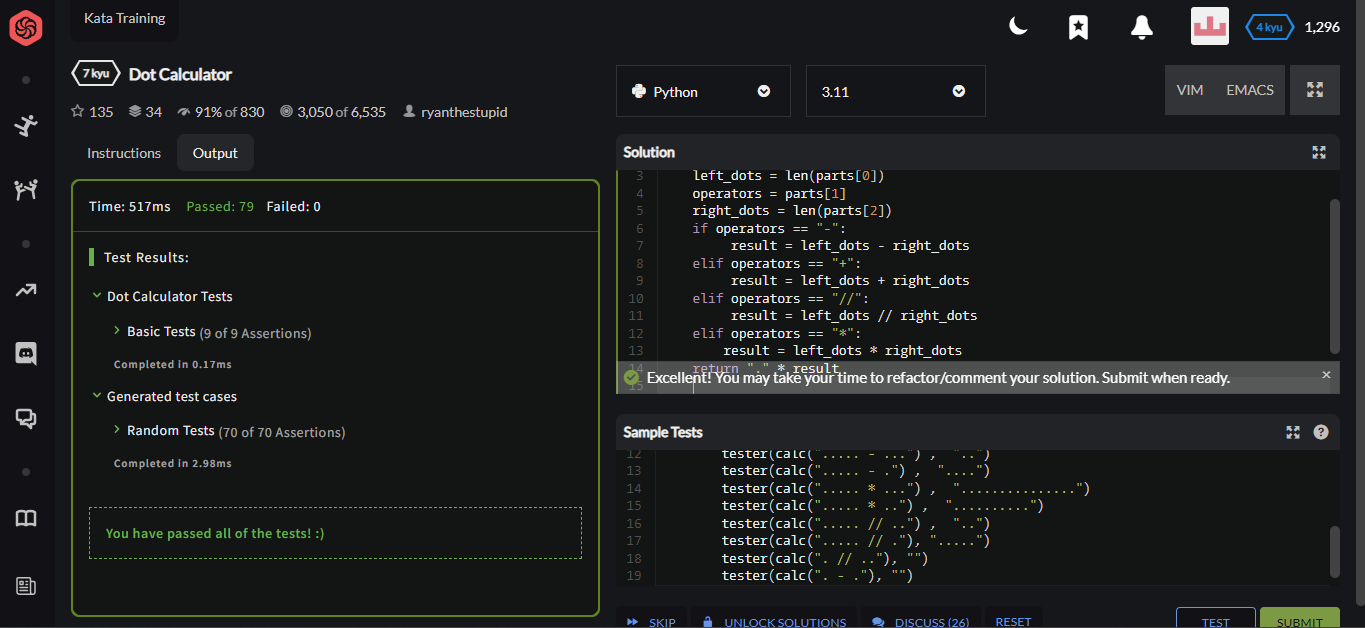 Kata Training
4 kyu 1,296
7 kyu Dot Calculator
135 34 91% of 830 3,050 of 6,535 ryanthestupid
Instructions Output
Time: 517ms Passed: 79 Failed: 0
Test Results:
Dot Calculator Tests
Basic Tests (9 of 9 Assertions)
Completed in 0.17ms
Generated test cases
Random Tests (70 of 70 Assertions)
Completed in 2.98ms
You have passed all of the tests! :)
Python 3.11 VIM EMACS
Solution
3 left_dots = len(parts[0])
4 operators = parts[1]
5 right_dots = len(parts[2])
6 if operators == "-":
7 result = left_dots - right_dots
8 elif operators == "+":
9 result = left_dots + right_dots
10 elif operators == "//":
11 result = left_dots // right_dots
12 elif operators == "*":
13 result = left_dots * right_dots
14 return "." * result
15
Excellent! You may take your time to refactor/comment your solution. Submit when ready. ×
Sample Tests ?
12 tester(calc("..... - ...") , "..")
13 tester(calc("..... - .") , "....")
14 tester(calc("..... * ...") , "...............")
15 tester(calc("..... * ..") , "..........")
16 tester(calc("..... // ..") , "..")
17 tester(calc("..... // ."), ".....")
18 tester(calc(". // .."), "")
19 tester(calc(". - ."), "")
SKIP UNLOCK SOLUTIONS DISCUSS (26) RESET TEST SUBMIT